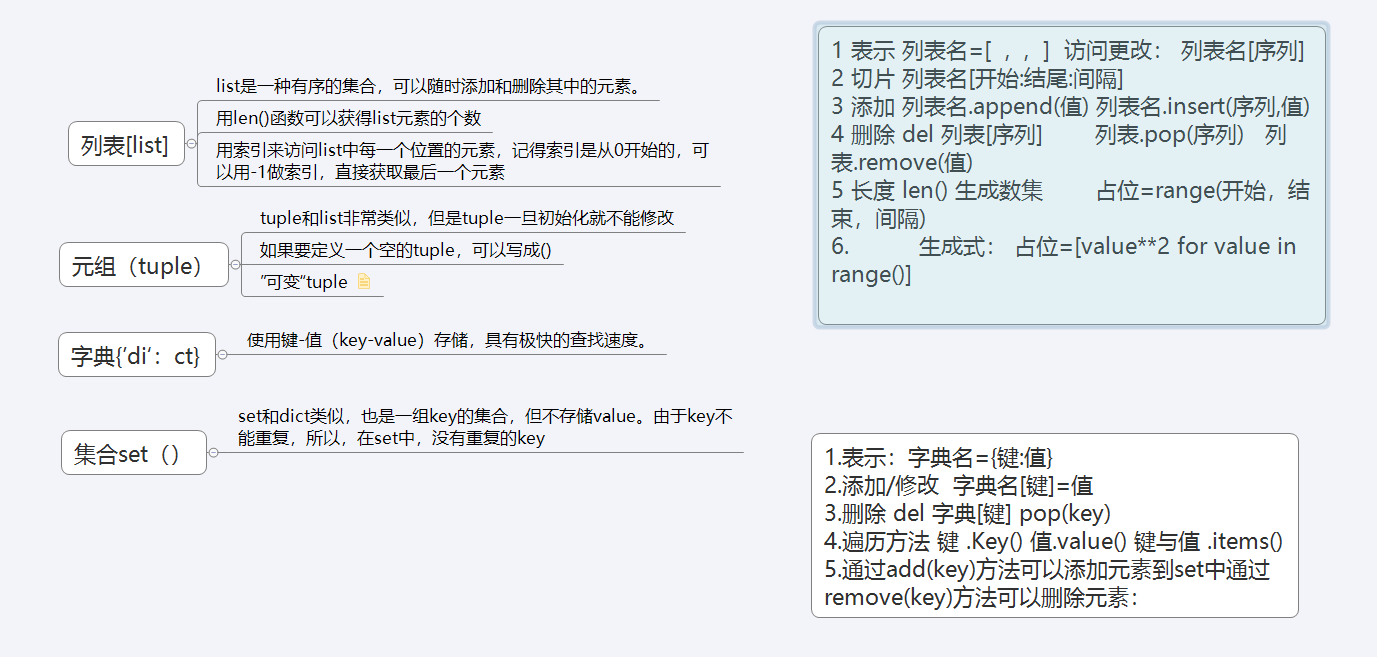 列表[list]
list是一种有序的集合，可以随时添加和删除其中的元素。
用len()函数可以获得list元素的个数
用索引来访问list中每一个位置的元素，记得索引是从0开始的，可
以用-1做索引，直接获取最后一个元素
元组（tuple）
tuple和list非常类似，但是tuple一旦初始化就不能修改
如果要定义一个空的tuple，可以写成()
”可变“tuple
字典{‘di‘：ct}
使用键-值（key-value）存储，具有极快的查找速度。
集合set（）
set和dict类似，也是一组key的集合，但不存储value。由于key不
能重复，所以，在set中，没有重复的key
1 表示 列表名=[ ，，，] 访问更改： 列表名[序列]
2 切片 列表名[开始:结尾:间隔]
3 添加 列表名.append(值) 列表名.insert(序列,值)
4 删除 del 列表[序列] 列表.pop(序列） 列
表.remove(值)
5 长度 len() 生成数集 占位=range(开始，结
束，间隔)
6. 生成式： 占位=[value**2 for value in
range()]
1.表示：字典名={键:值}
2.添加/修改 字典名[键]=值
3.删除 del 字典[键] pop(key)
4.遍历方法 键 .Key() 值.value() 键与值 .items()
5.通过add(key)方法可以添加元素到set中通过
remove(key)方法可以删除元素：